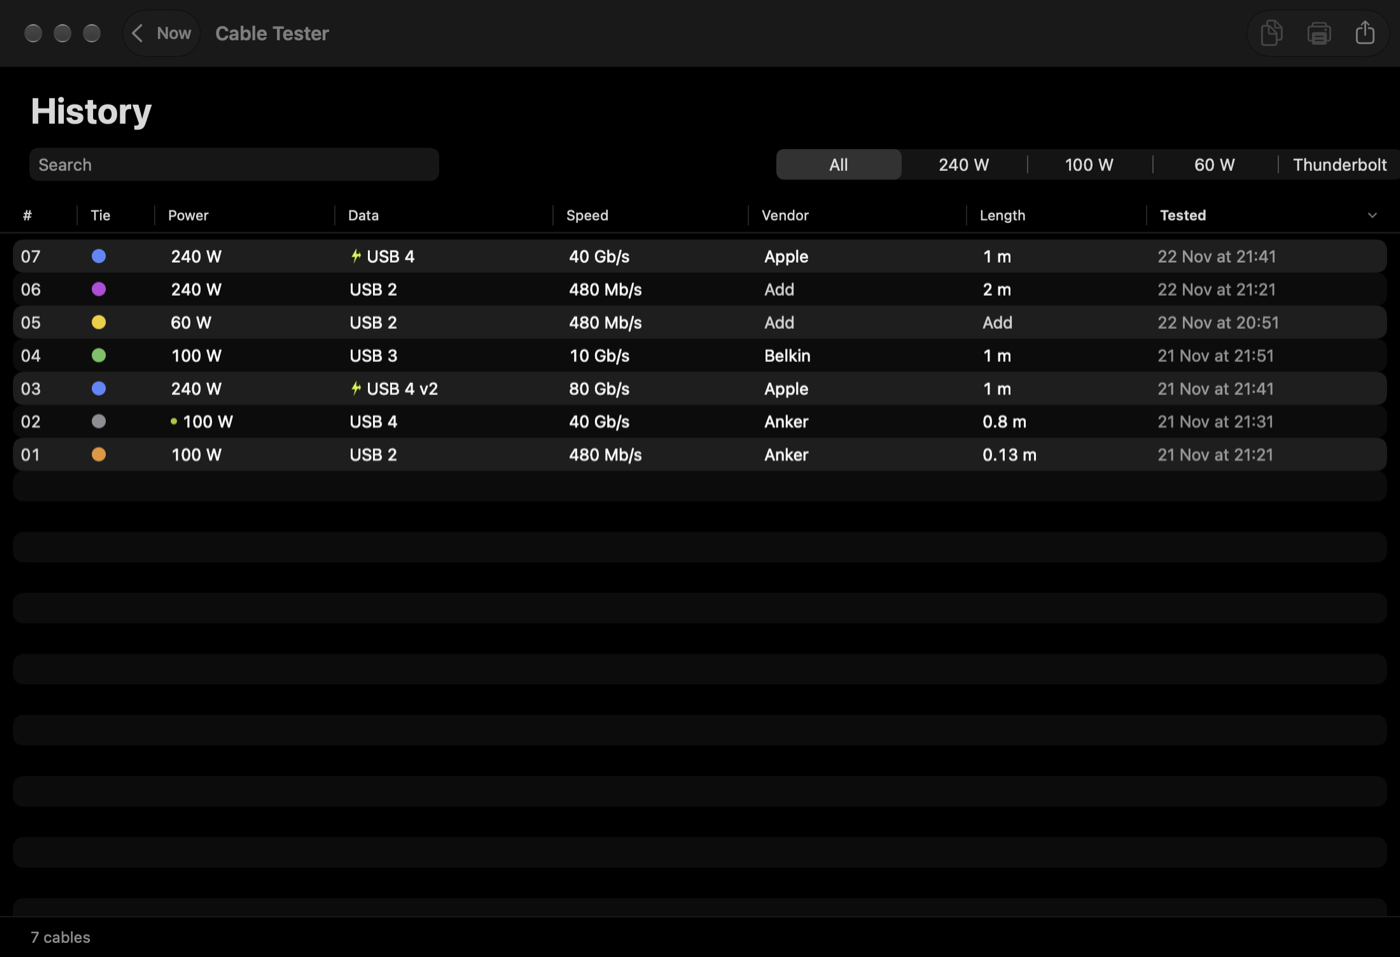 Now Cable Tester
History
Search
All 240 W 100 W 60 W Thunderbolt
# Tie Power Data Speed Vendor Length Tested
07 240 W USB 4 40 Gb/s Apple 1 m 22 Nov at 21:41
06 240 W USB 2 480 Mb/s Add 2 m 22 Nov at 21:21
05 60 W USB 2 480 Mb/s Add Add 22 Nov at 20:51
04 100 W USB 3 10 Gb/s Belkin 1 m 21 Nov at 21:51
03 240 W USB 4 v2 80 Gb/s Apple 1 m 21 Nov at 21:41
02 100 W USB 4 40 Gb/s Anker 0.8 m 21 Nov at 21:31
01 100 W USB 2 480 Mb/s Anker 0.13 m 21 Nov at 21:21
7 cables